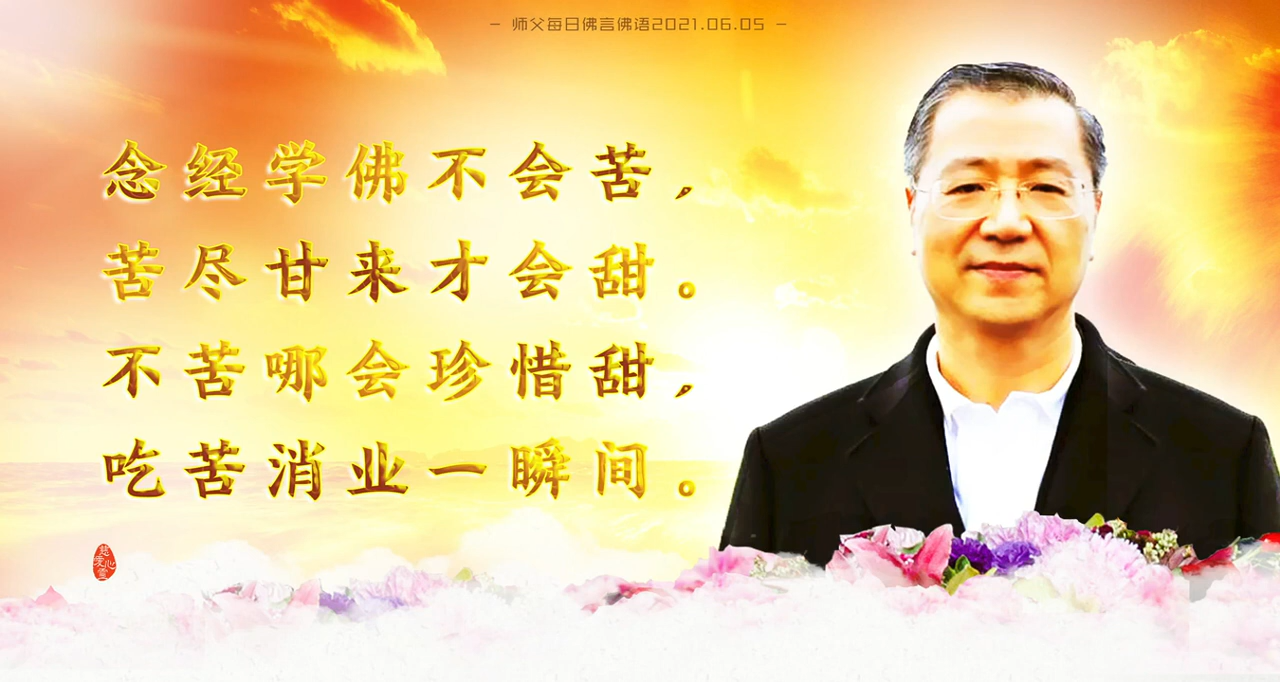 - 师父每日佛言佛语2021.06.05 -
念经学佛不会苦，
苦尽甘来才会甜。
不苦哪会珍惜甜，
吃苦消业一瞬间。